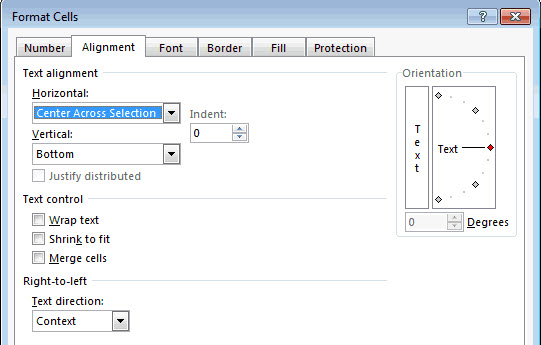 Format Cells
?
Number
Alignment
Font
Border
Fill
Protection
Text alignment
Horizontal:
Center Across Selection
Indent:
0
Vertical:
Bottom
Justify distributed
Text control
Wrap text
Shrink to fit
Merge cells
Right-to-left
Text direction:
Context
Orientation
Text
Text
0 Degrees